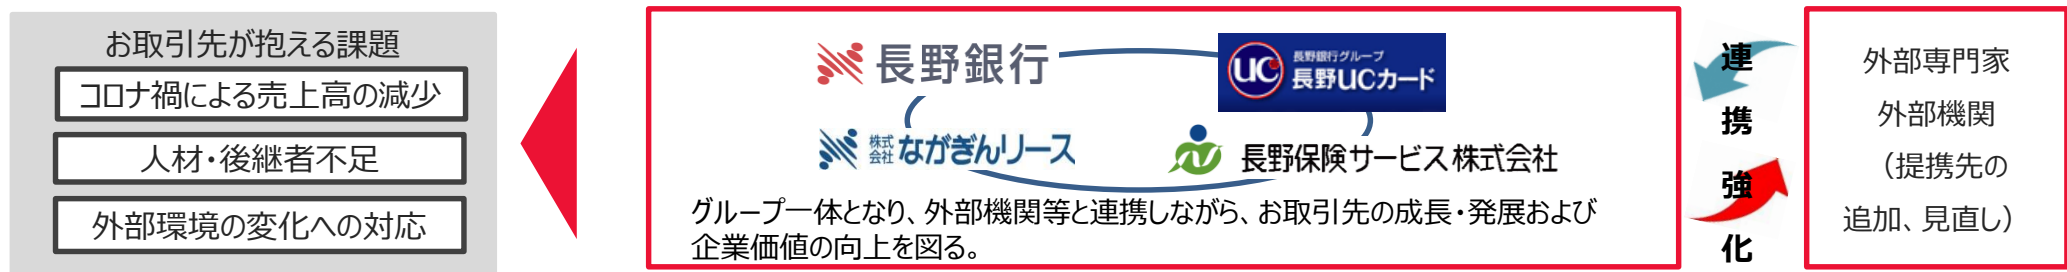 お取引先が抱える課題
コロナ禍による売上高の減少
人材・後継者不足
外部環境の変化への対応
長野銀行
UC 長野銀行グループ
長野UCカード
株式会社 ながぎんリース
長野保険サービス株式会社
グループ一体となり、外部機関等と連携しながら、お取引先の成長・発展および
企業価値の向上を図る。
連
携
強
化
外部専門家
外部機関
（提携先の
追加、見直し）